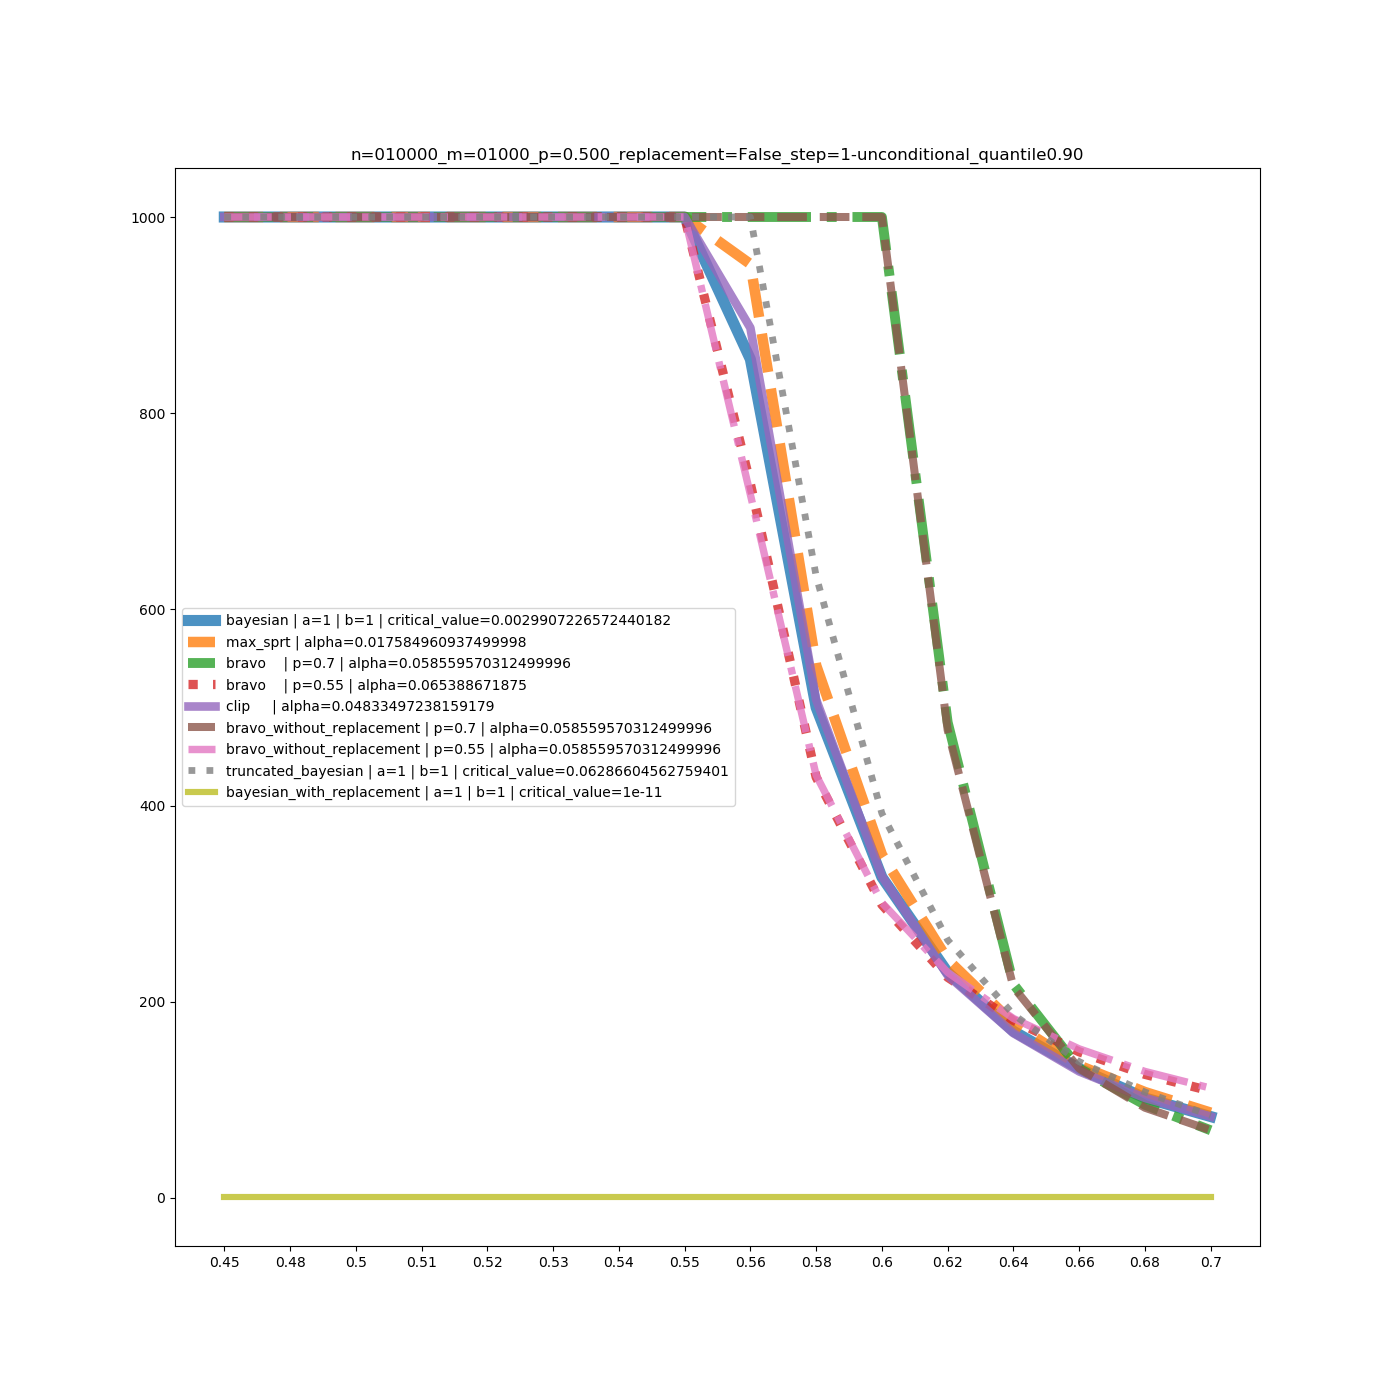 n=010000_m=01000_p=0.500_replacement=False_step=1-unconditional_quantile0.90
1000
800
600
400
200
0
bayesian | a=1 | b=1 | critical_value=0.0029907226572440182
max_sprt | alpha=0.017584960937499998
bravo    | p=0.7 | alpha=0.058559570312499996
bravo    | p=0.55 | alpha=0.065388671875
clip     | alpha=0.04833497238159179
bravo_without_replacement | p=0.7 | alpha=0.058559570312499996
bravo_without_replacement | p=0.55 | alpha=0.058559570312499996
truncated_bayesian | a=1 | b=1 | critical_value=0.06286604562759401
bayesian_with_replacement | a=1 | b=1 | critical_value=1e-11
0.45 0.48 0.5 0.51 0.52 0.53 0.54 0.55 0.56 0.58 0.6 0.62 0.64 0.66 0.68 0.7